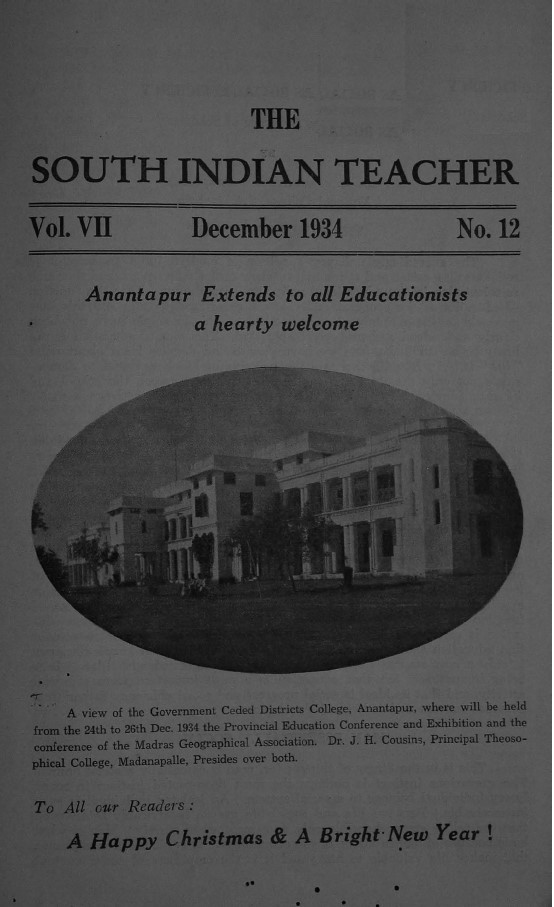 THE
SOUTH INDIAN TEACHER
Vol. VII December 1934 No. 12
Anantapur Extends to all Educationists
a hearty welcome
A view of the Government Ceded Districts College, Anantapur, where will be held
from the 24th to 26th Dec. 1934 the Provincial Education Conference and Exhibition and the
conference of the Madras Geographical Association. Dr. J. H. Cousins, Principal Theoso-
phical College, Madanapalle, Presides over both.
To All our Readers :
A Happy Christmas & A Bright New Year !